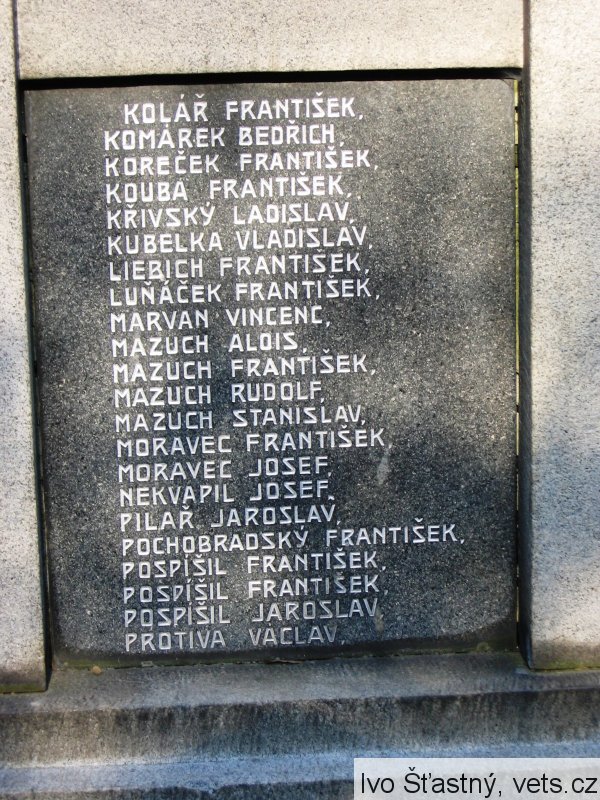 KOLÁŘ FRANTIŠEK,
KOMÁREK BEDŘICH,
KOREČEK FRANTIŠEK,
KOUBA FRANTIŠEK,
KŘIVSKÝ LADISLAV,
KUBELKA VLADISLAV,
LIEBICH FRANTIŠEK,
LUŇÁČEK FRANTIŠEK,
MARVAN VINCENC,
MAZUCH ALOIS,
MAZUCH FRANTIŠEK,
MAZUCH RUDOLF,
MAZUCH STANISLAV,
MORAVEC FRANTIŠEK,
MORAVEC JOSEF,
NEKVAPIL JOSEF,
PILAŘ JAROSLAV,
POCHOBRADSKÝ FRANTIŠEK,
POSPÍŠIL FRANTIŠEK,
POSPÍŠIL FRANTIŠEK,
POSPÍŠIL JAROSLAV,
PROTIVA VÁCLAV,
Ivo Šťastný, vets.cz